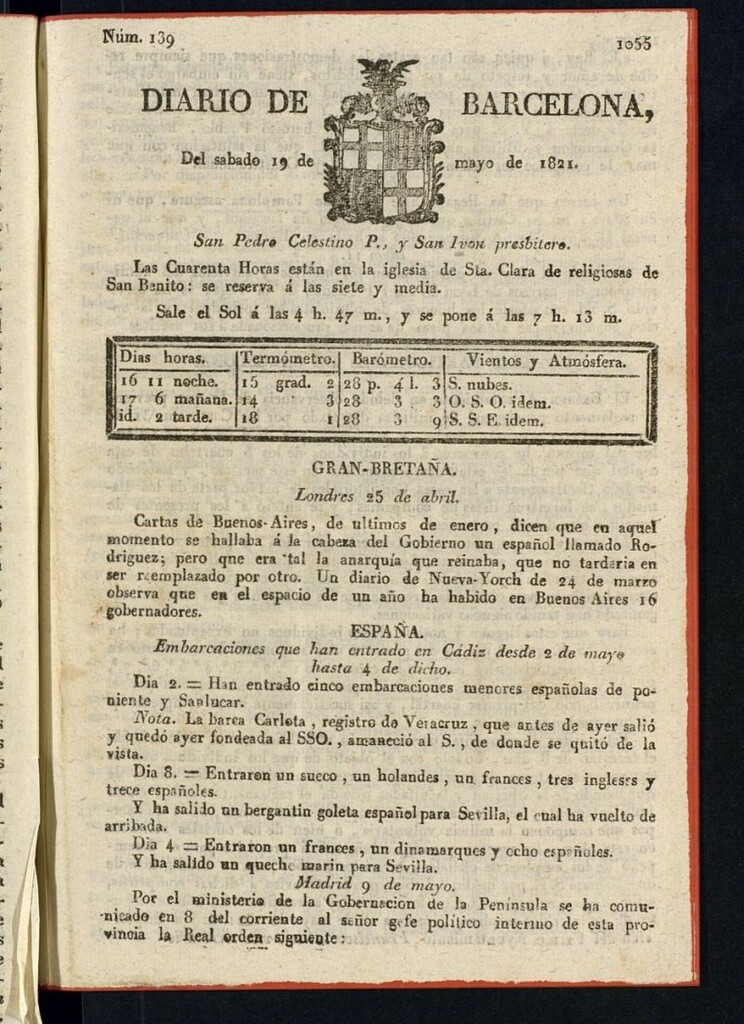 Núm. 139
1055
DIARIO DE BARCELONA,
Del sabado 19 de mayo de 1821.
San Pedro Celestino P., y San Ivon presbitero.
Las Cuarenta Horas están en la iglesia de Sta. Clara de religiosas de
San Benito: se reserva á las siete y media.
Sale el Sol á las 4 h. 47 m., y se pone á las 7 h. 13 m.
Dias horas. Termómetro. Barómetro. Vientos y Atmósfera.
16 11 noche. 15 grad. 2 28 p. 4 l. 3 S. nubes.
17 6 mañana. 14 3 28 3 3 O. S. O. idem.
id. 2 tarde. 18 1 28 3 9 S. S. E. idem.
GRAN-BRETAÑA.
Londres 25 de abril.
Cartas de Buenos-Aires, de ultimos de enero, dicen que en aquel
momento se hallaba á la cabeza del Gobierno un español llamado Ro-
driguez; pero que era tal la anarquía que reinaba, que no tardaria en
ser reemplazado por otro. Un diario de Nueva-Yorch de 24 de marzo
observa que en el espacio de un año ha habido en Buenos Aires 16
gobernadores.
ESPAÑA.
Embarcaciones que han entrado en Cádiz desde 2 de mayo
hasta 4 de dicho.
Dia 2. = Han entrado cinco embarcaciones menores españolas de po-
niente y Sanlucar.
Nota. La barca Carlota, registro de Veracruz, que antes de ayer salió
y quedó ayer fondeada al SSO., amaneció al S., de donde se quitó de la
vista.
Dia 3. = Entraron un sueco, un holandes, un frances, tres ingleses y
trece españoles.
Y ha salido un bergantin goleta español para Sevilla, el cual ha vuelto de
arribada.
Dia 4 = Entraron un frances, un dinamarques y ocho españoles.
Y ha salido un queche marin para Sevilla.
Madrid 9 de mayo.
Por el ministerio de la Gobernacion de la Península se ha comu-
nicado en 8 del corriente al señor gefe político interino de esta pro-
vincia la Real orden siguiente: